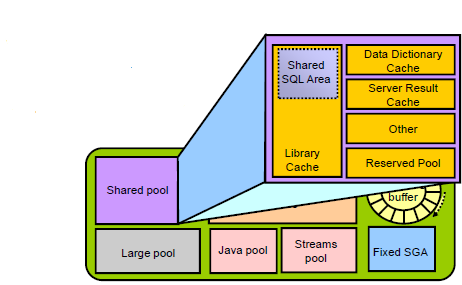 Shared
SQL Area
Library
Cache
Data Dictionary
Cache
Server Result
Cache
Other
Reserved Pool
Shared pool
buffer
Large pool
Java pool
Streams
pool
Fixed SGA